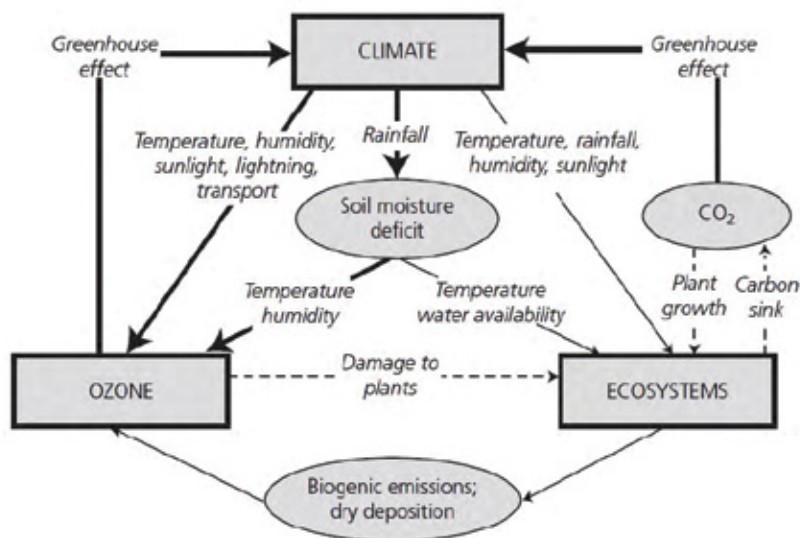 Greenhouse
effect
CLIMATE
Greenhouse
effect
Temperature, humidity,
sunlight, lightning,
transport
Rainfall
Temperature, rainfall,
humidity, sunlight
Soil moisture
deficit
CO₂
Temperature
humidity
Temperature
water availability
Plant
growth
Carbon
sink
OZONE
Damage to
plants
ECOSYSTEMS
Biogenic emissions;
dry deposition